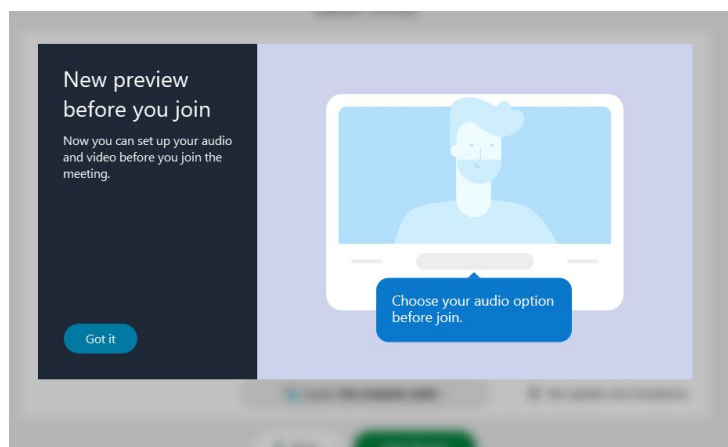 New preview
before you join
Now you can set up your audio
and video before you join the
meeting.
Got it
Choose your audio option
before join.